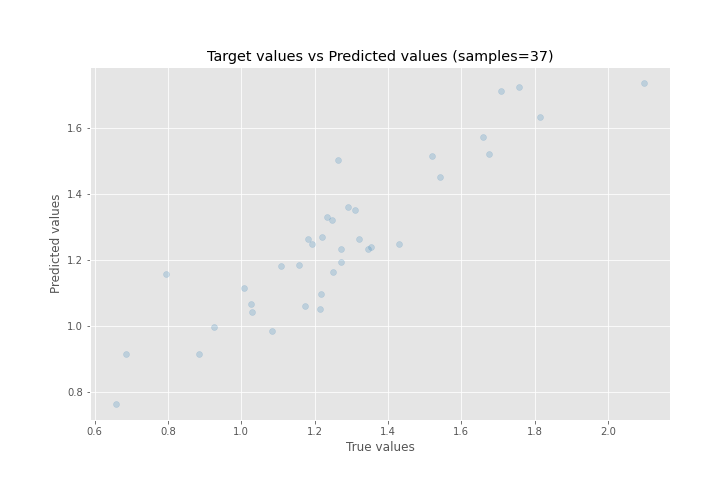 Target values vs Predicted values (samples=37)
Predicted values
1.6
1.4
1.2
1.0
0.8
0.6 0.8 1.0 1.2 1.4 1.6 1.8 2.0
True values